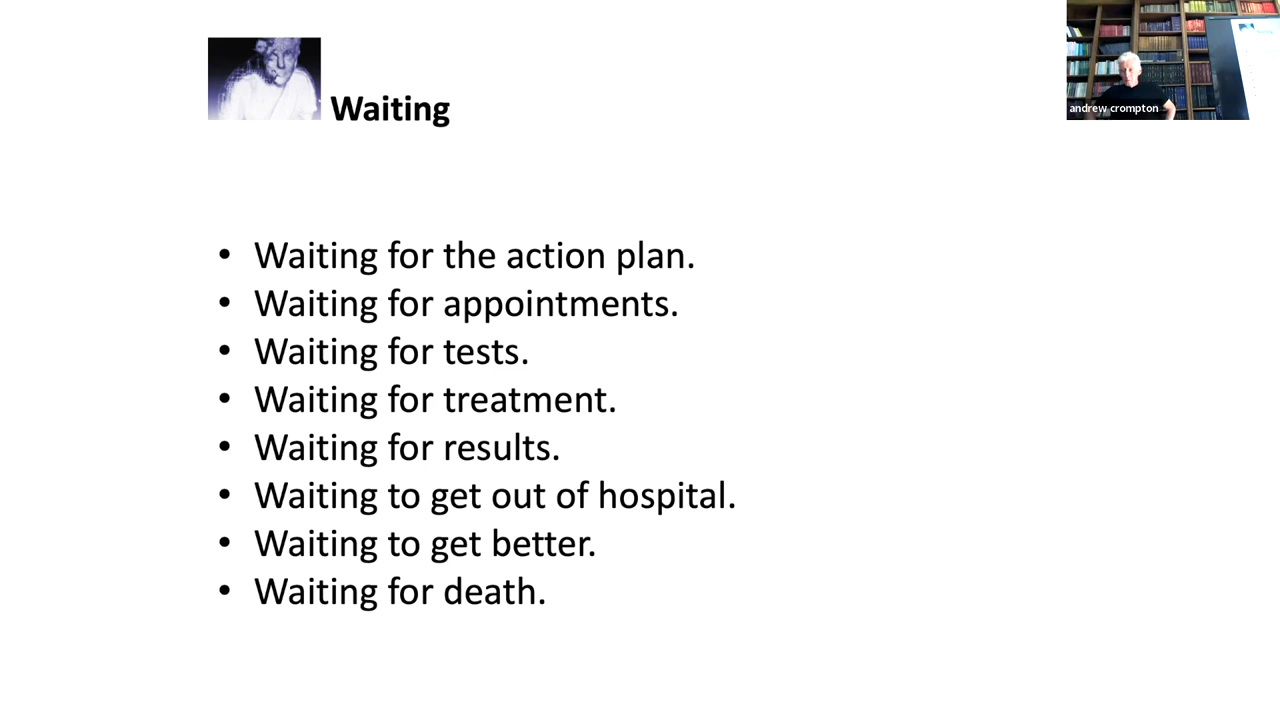 Waiting
andrew crompton
• Waiting for the action plan.
• Waiting for appointments.
• Waiting for tests.
• Waiting for treatment.
• Waiting for results.
• Waiting to get out of hospital.
• Waiting to get better.
• Waiting for death.